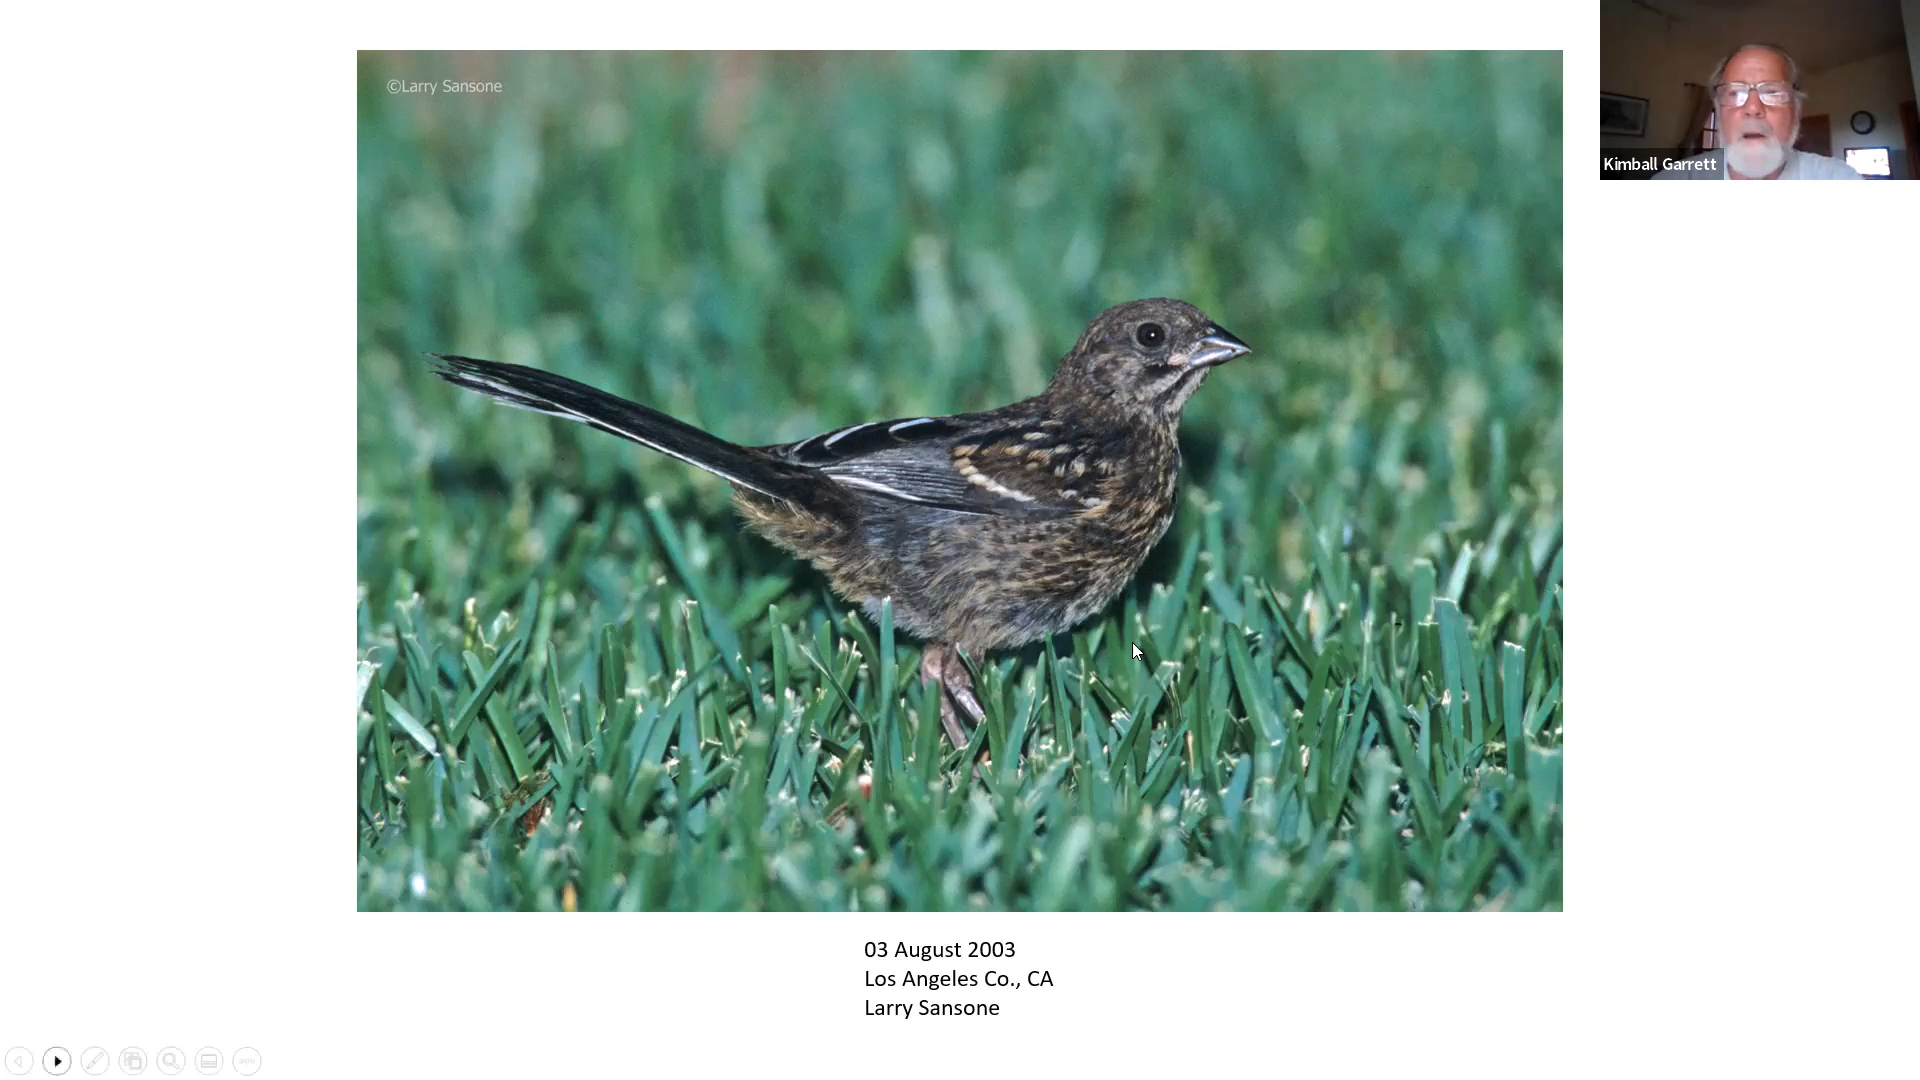 ©Larry Sansone
Kimball Garrett
03 August 2003
Los Angeles Co., CA
Larry Sansone